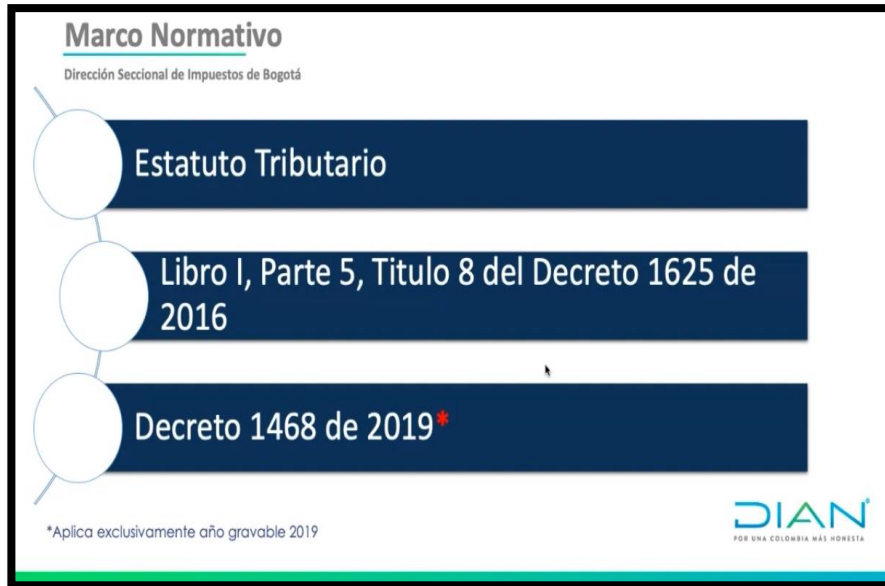 Marco Normativo
Dirección Seccional de Impuestos de Bogotá
Estatuto Tributario
Libro I, Parte 5, Titulo 8 del Decreto 1625 de
2016
Decreto 1468 de 2019*
*Aplica exclusivamente año gravable 2019
DIAN®
POR UNA COLOMBIA MÁS HONESTA